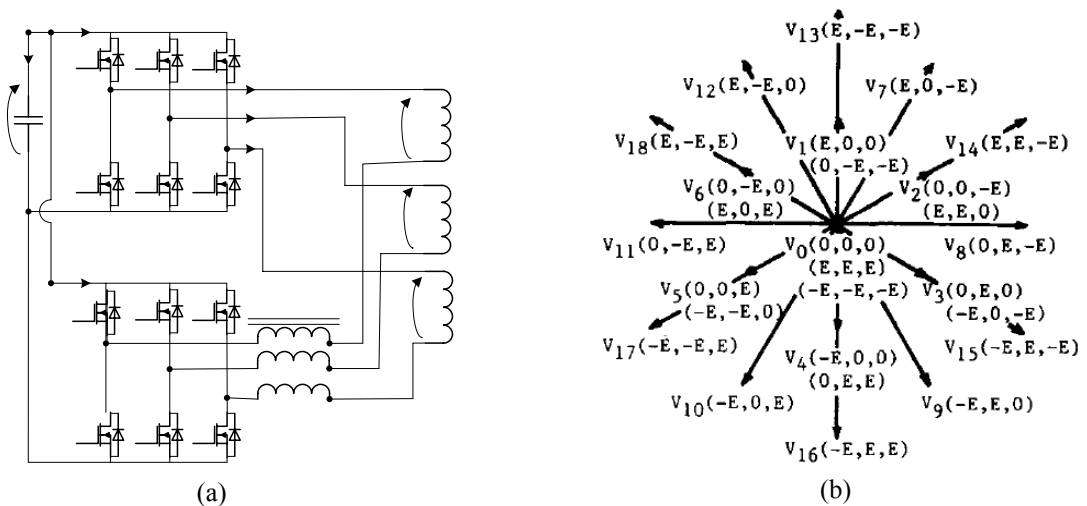 V13(E,-E,-E)
V12(E,-E,0)
V7(E,0,-E)
V18(E,-E,E)
V1(E,0,0)
(0,-E,-E)
V14(E,E,-E)
V6(0,-E,0)
(E,0,E)
V2(0,0,-E)
(E,E,0)
V11(0,-E,E)
V0(0,0,0)
(E,E,E)
(-E,-E,-E)
V8(0,E,-E)
V5(0,0,E)
(-E,-E,0)
V3(0,E,0)
(-E,0,-E)
V17(-E,-E,E)
V4(-E,0,0)
(0,E,E)
V15(-E,E,-E)
V10(-E,0,E)
V9(-E,E,0)
V16(-E,E,E)
(a)
(b)